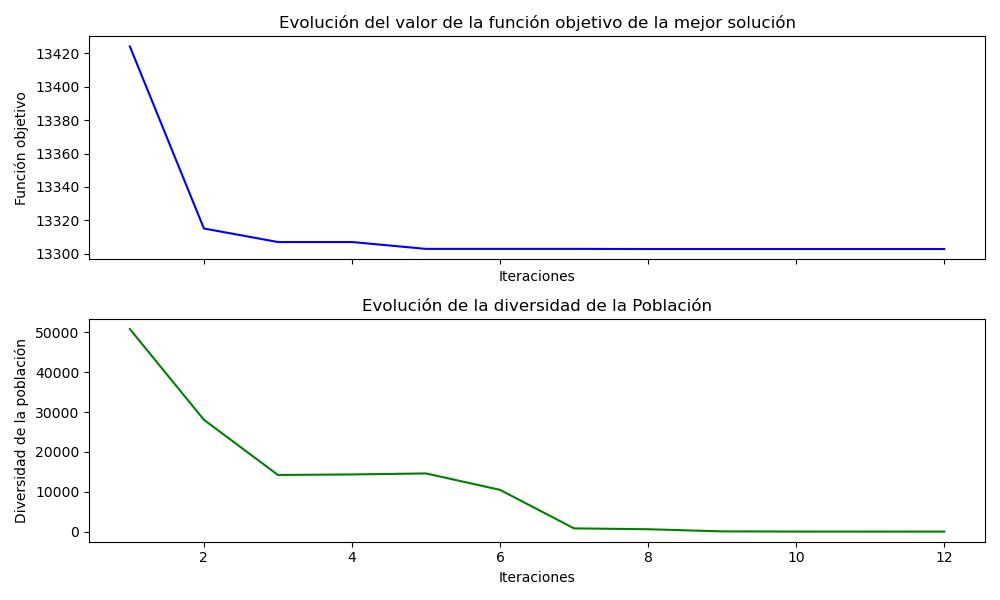 Evolución del valor de la función objetivo de la mejor solución
13420
13400
13380
13360
13340
13320
13300
Función objetivo
Iteraciones
Evolución de la diversidad de la Población
50000
40000
30000
20000
10000
0
Diversidad de la población
2 4 6 8 10 12
Iteraciones